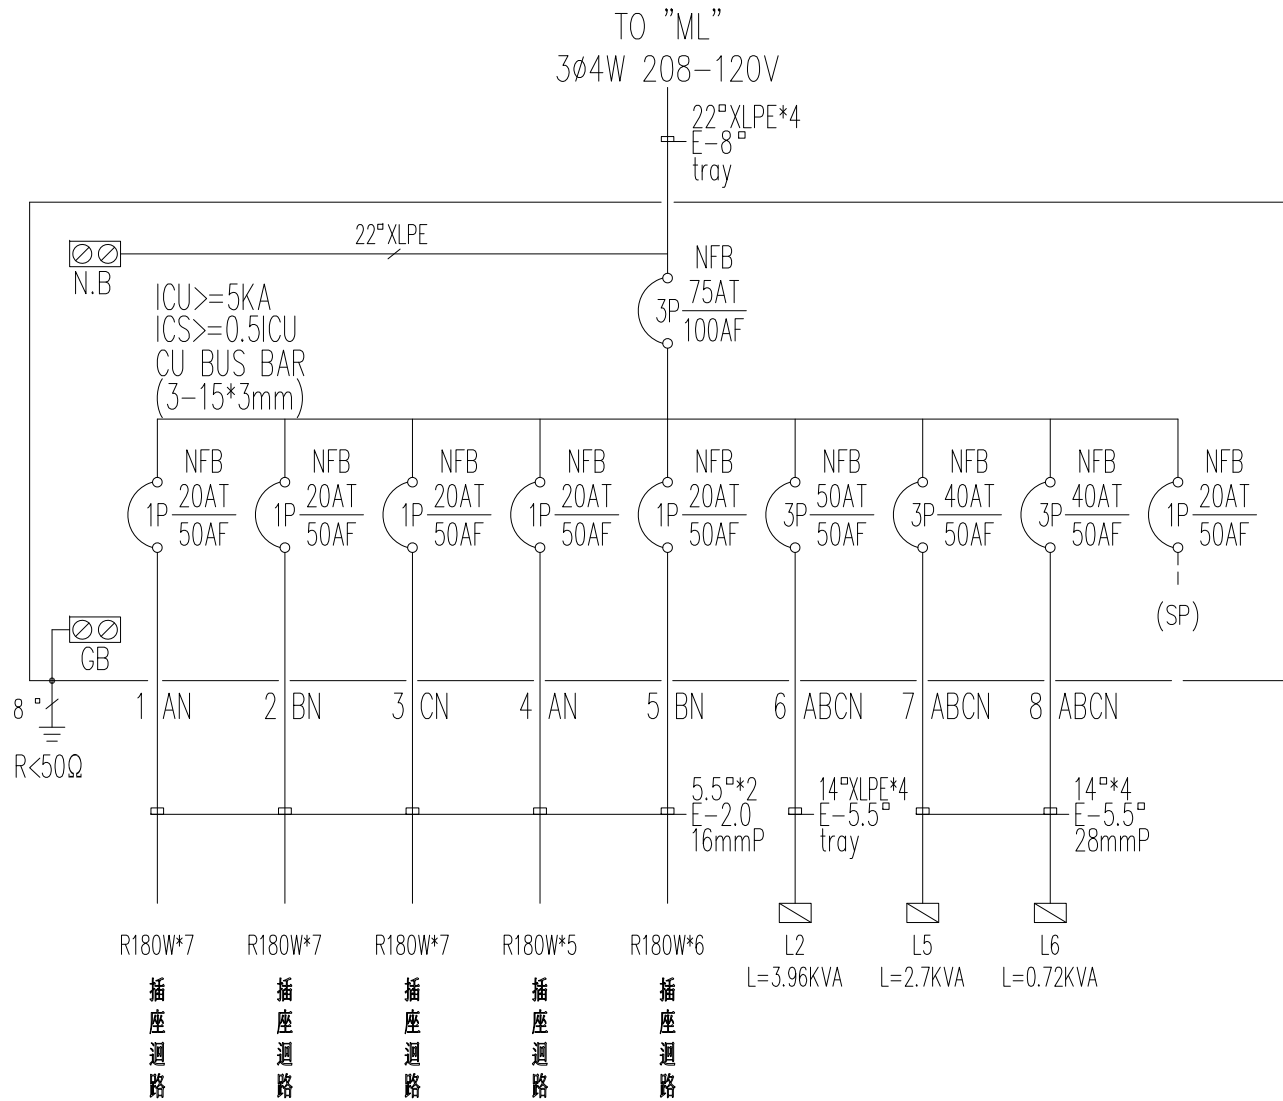 TO ”ML”
3ø4W 208-120V
22□XLPE*4
E-8□
tray
22□XLPE
N.B
NFB
3P 75AT
100AF
ICU>=5KA
ICS>=0.5ICU
CU BUS BAR
(3-15*3mm)
NFB NFB NFB NFB NFB NFB NFB NFB NFB
20AT 20AT 20AT 20AT 20AT 50AT 40AT 40AT 20AT
1P 1P 1P 1P 1P 3P 3P 3P 1P
50AF 50AF 50AF 50AF 50AF 50AF 50AF 50AF 50AF
(SP)
GB
8□
R<50Ω
1 AN 2 BN 3 CN 4 AN 5 BN 6 ABCN 7 ABCN 8 ABCN
5.5□*2
E-2.0
16mmP
14□XLPE*4
E-5.5□
tray
14□*4
E-5.5□
28mmP
R180W*7 R180W*7 R180W*7 R180W*5 R180W*6 L2 L5 L6
L=3.96KVA L=2.7KVA L=0.72KVA
插座迴路
插座迴路
插座迴路
插座迴路
插座迴路